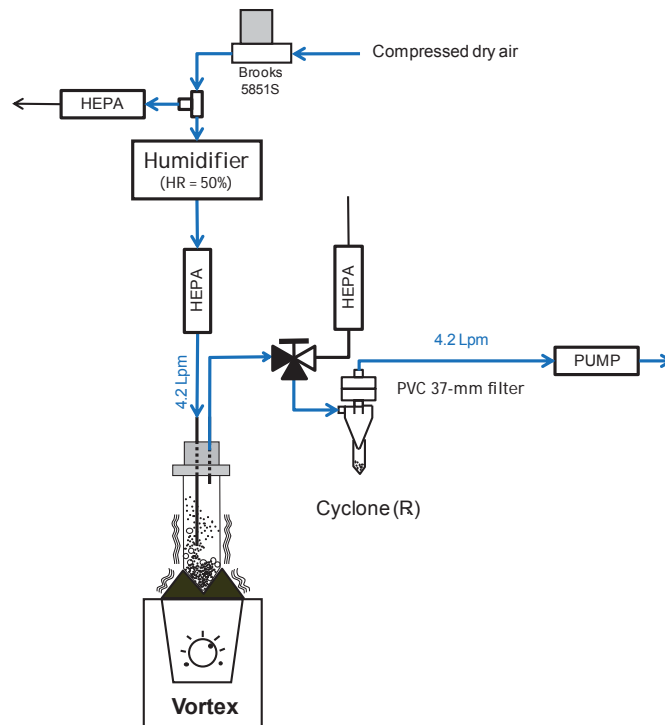 Compressed dry air
Brooks
5851S
HEPA
Humidifier
(HR = 50%)
HEPA
HEPA
4.2 Lpm
4.2 Lpm
PUMP
PVC 37-mm filter
Cyclone (R)
Vortex